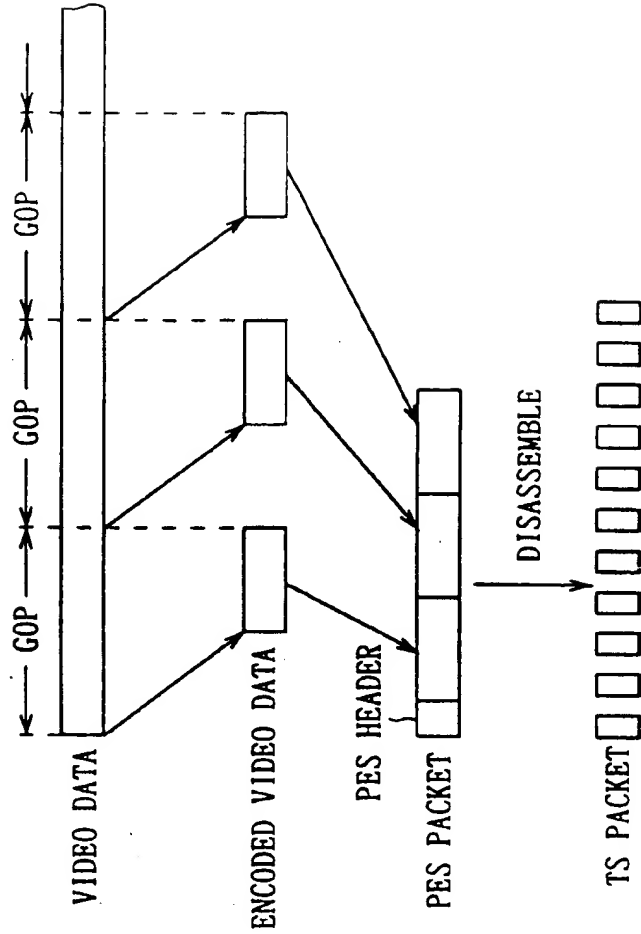 GOP GOP GOP
VIDEO DATA
ENCODED VIDEO DATA
PES HEADER
PES PACKET
DISASSEMBLE
TS PACKET